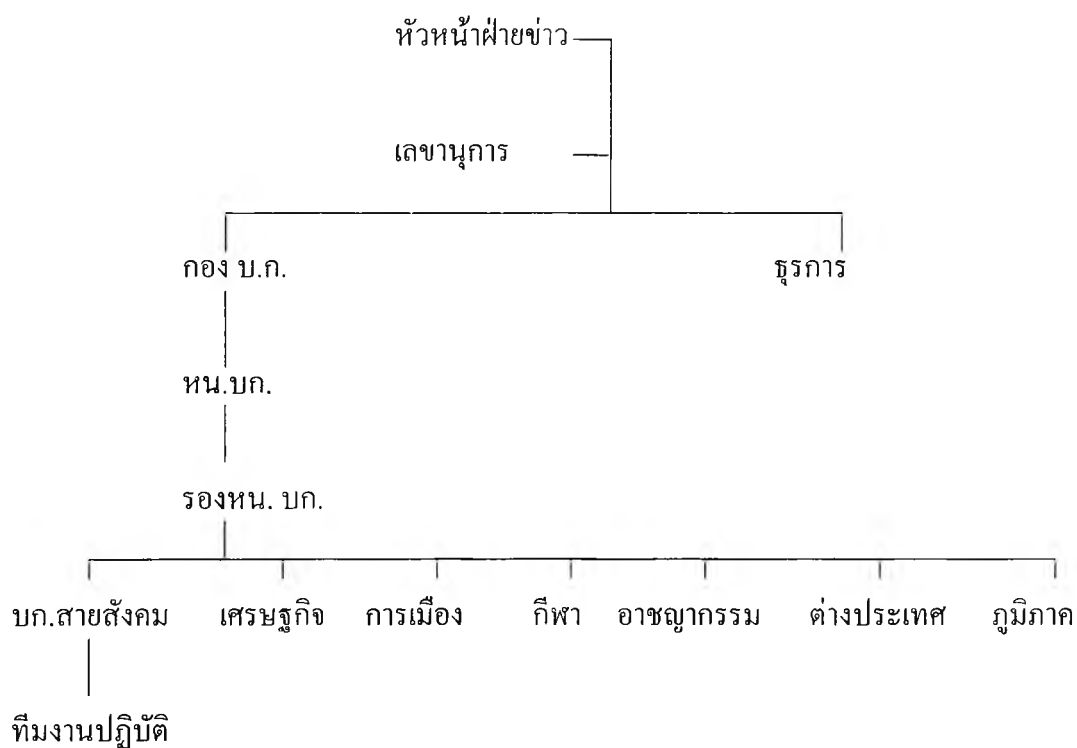 หัวหน้าฝ่ายข่าว
เลขานุการ
กอง บ.ก. ธุรการ
หน.บก.
รองหน. บก.
บก.สายสังคม เศรษฐกิจ การเมือง กีฬา อาชญากรรม ต่างประเทศ ภูมิภาค
ทีมงานปฎิบัติ